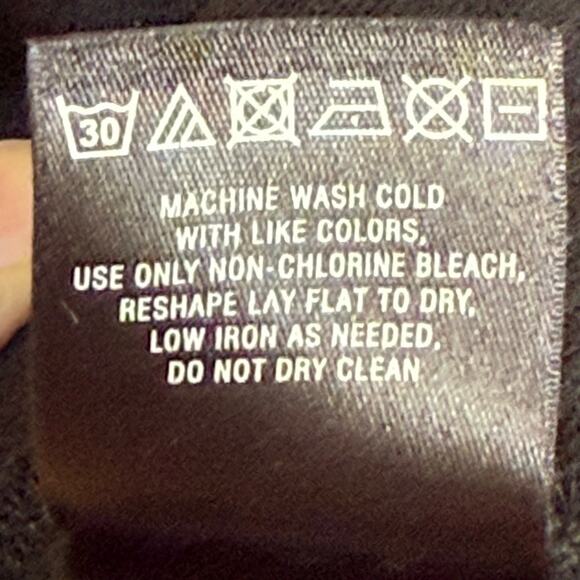 30
MACHINE WASH COLD
WITH LIKE COLORS,
USE ONLY NON-CHLORINE BLEACH,
RESHAPE LAY FLAT TO DRY,
LOW IRON AS NEEDED,
DO NOT DRY CLEAN